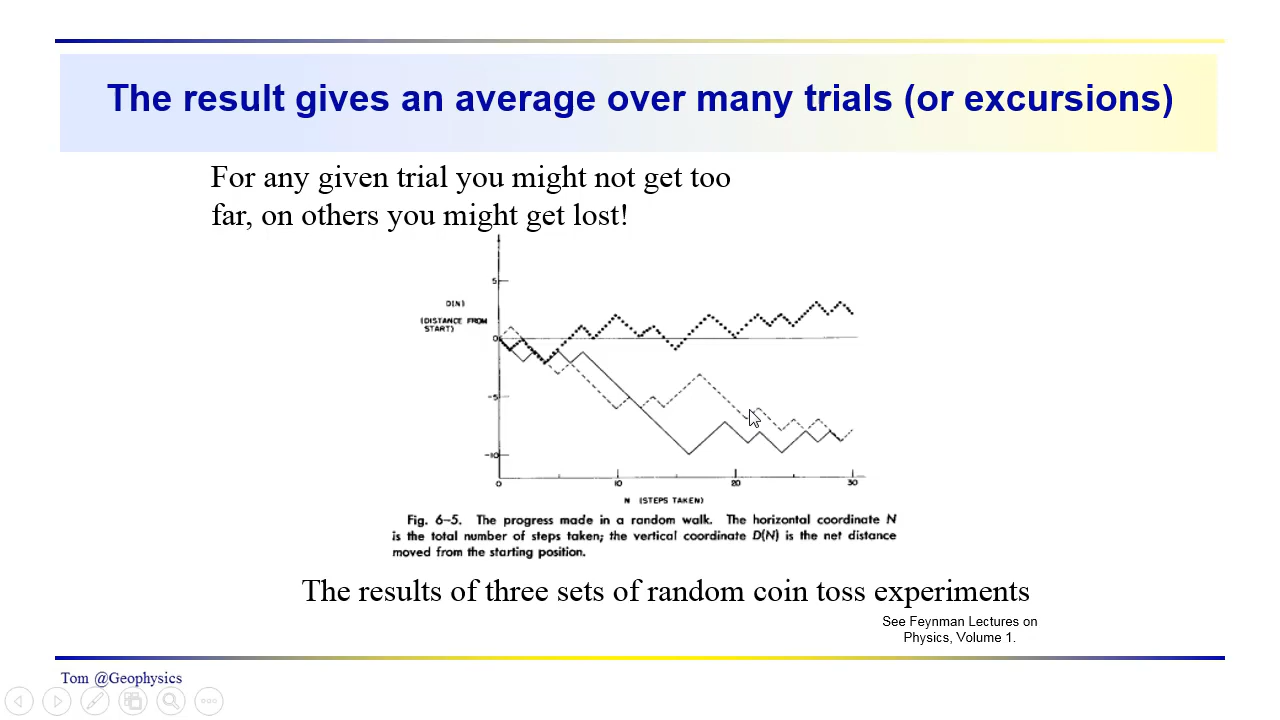 The result gives an average over many trials (or excursions)
For any given trial you might not get too
far, on others you might get lost!
5
D(N)
(DISTANCE FROM
START)
0
-5
-10
0 10 20 30
N (STEPS TAKEN)
Fig. 6–5. The progress made in a random walk. The horizontal coordinate N
is the total number of steps taken; the vertical coordinate D(N) is the net distance
moved from the starting position.
The results of three sets of random coin toss experiments
See Feynman Lectures on
Physics, Volume 1.
Tom @Geophysics